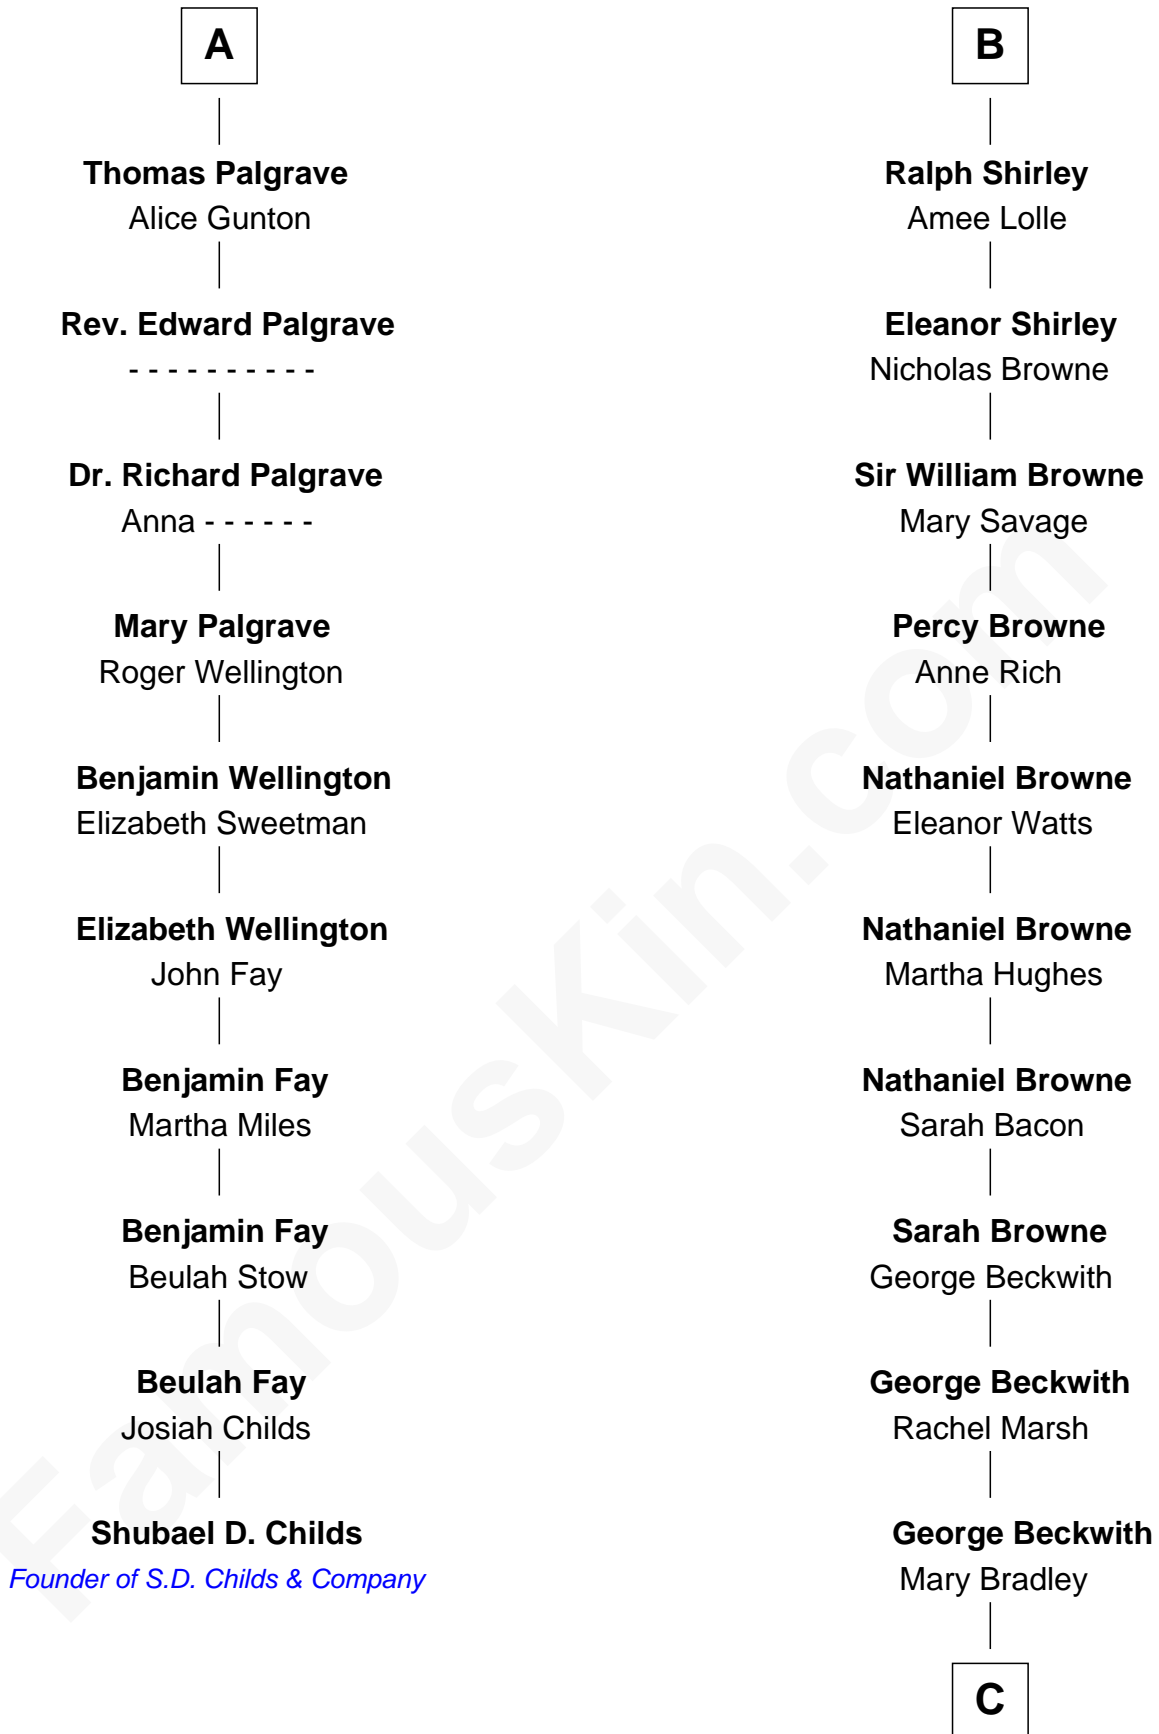 A
Thomas Palgrave
Alice Gunton
Rev. Edward Palgrave
- - - - - - - - - -
Dr. Richard Palgrave
Anna - - - - - -
Mary Palgrave
Roger Wellington
Benjamin Wellington
Elizabeth Sweetman
Elizabeth Wellington
John Fay
Benjamin Fay
Martha Miles
Benjamin Fay
Beulah Stow
Beulah Fay
Josiah Childs
Shubael D. Childs
Founder of S.D. Childs & Company
B
Ralph Shirley
Amee Lolle
Eleanor Shirley
Nicholas Browne
Sir William Browne
Mary Savage
Percy Browne
Anne Rich
Nathaniel Browne
Eleanor Watts
Nathaniel Browne
Martha Hughes
Nathaniel Browne
Sarah Bacon
Sarah Browne
George Beckwith
George Beckwith
Rachel Marsh
George Beckwith
Mary Bradley
C
FamousKin.com